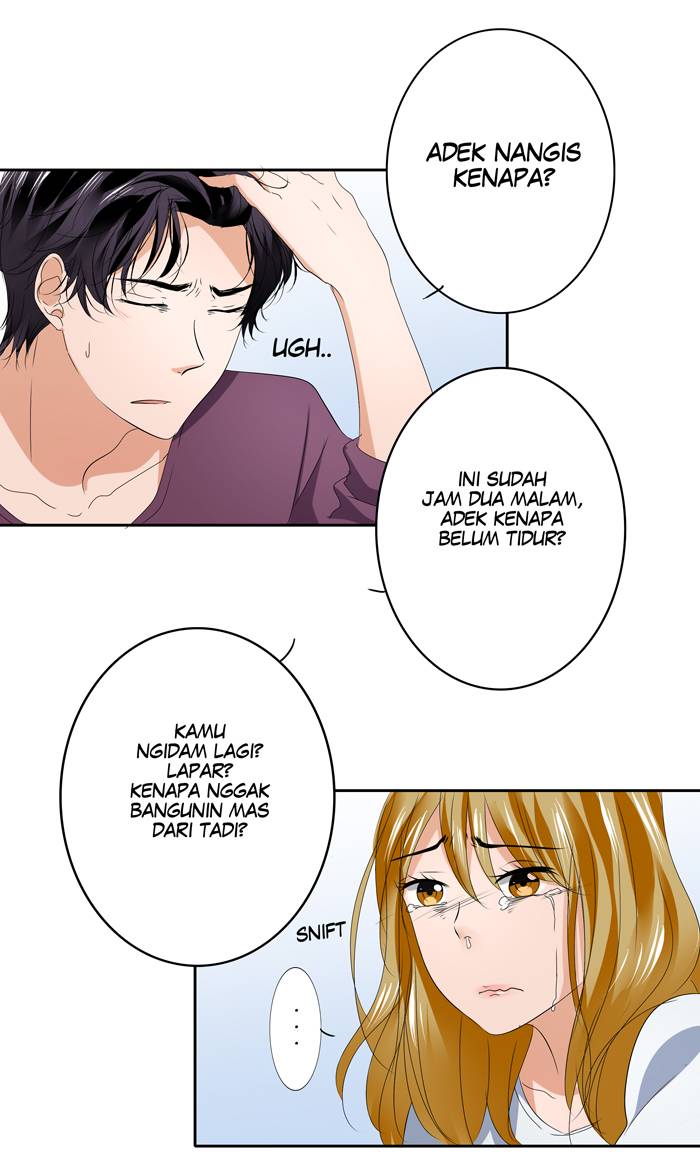 ADEK NANGIS
KENAPA?
UGH..
INI SUDAH
JAM DUA MALAM,
ADEK KENAPA
BELUM TIDUR?
KAMU
NGIDAM LAGI?
LAPAR?
KENAPA NGGAK
BANGUNIN MAS
DARI TADI?
SNIFT
...